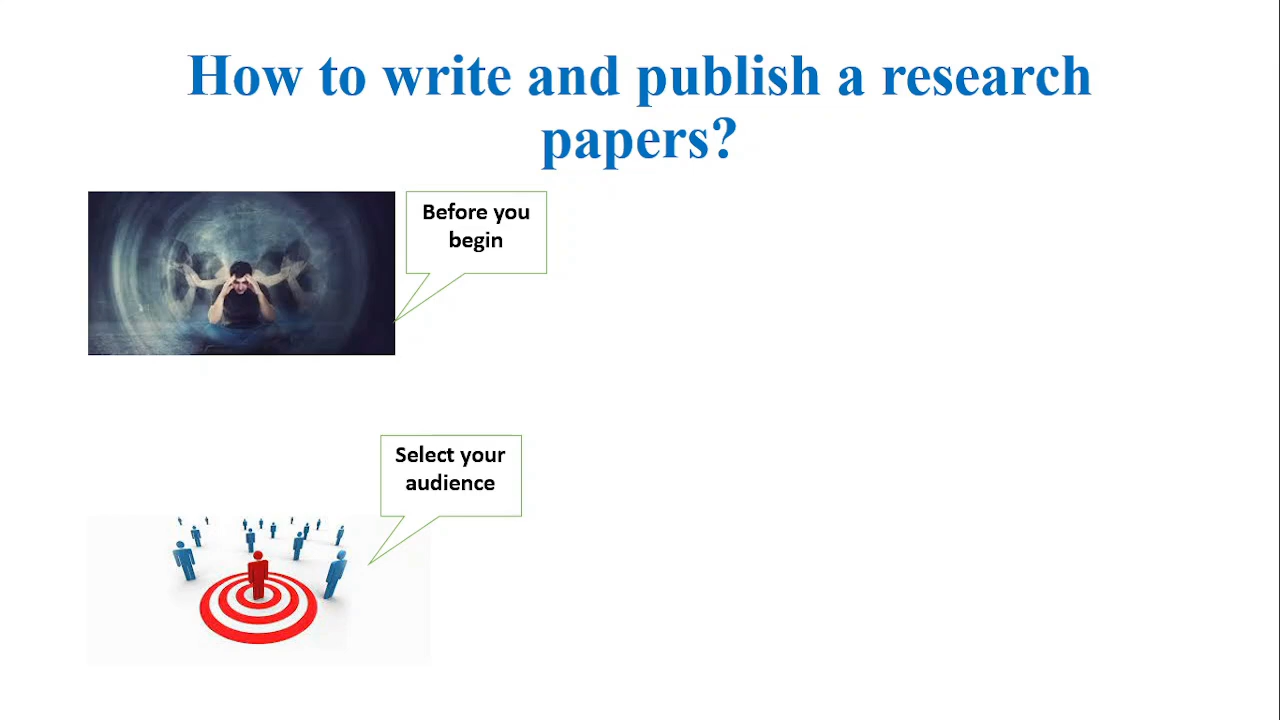 How to write and publish a research
papers?
Before you
begin
Select your
audience